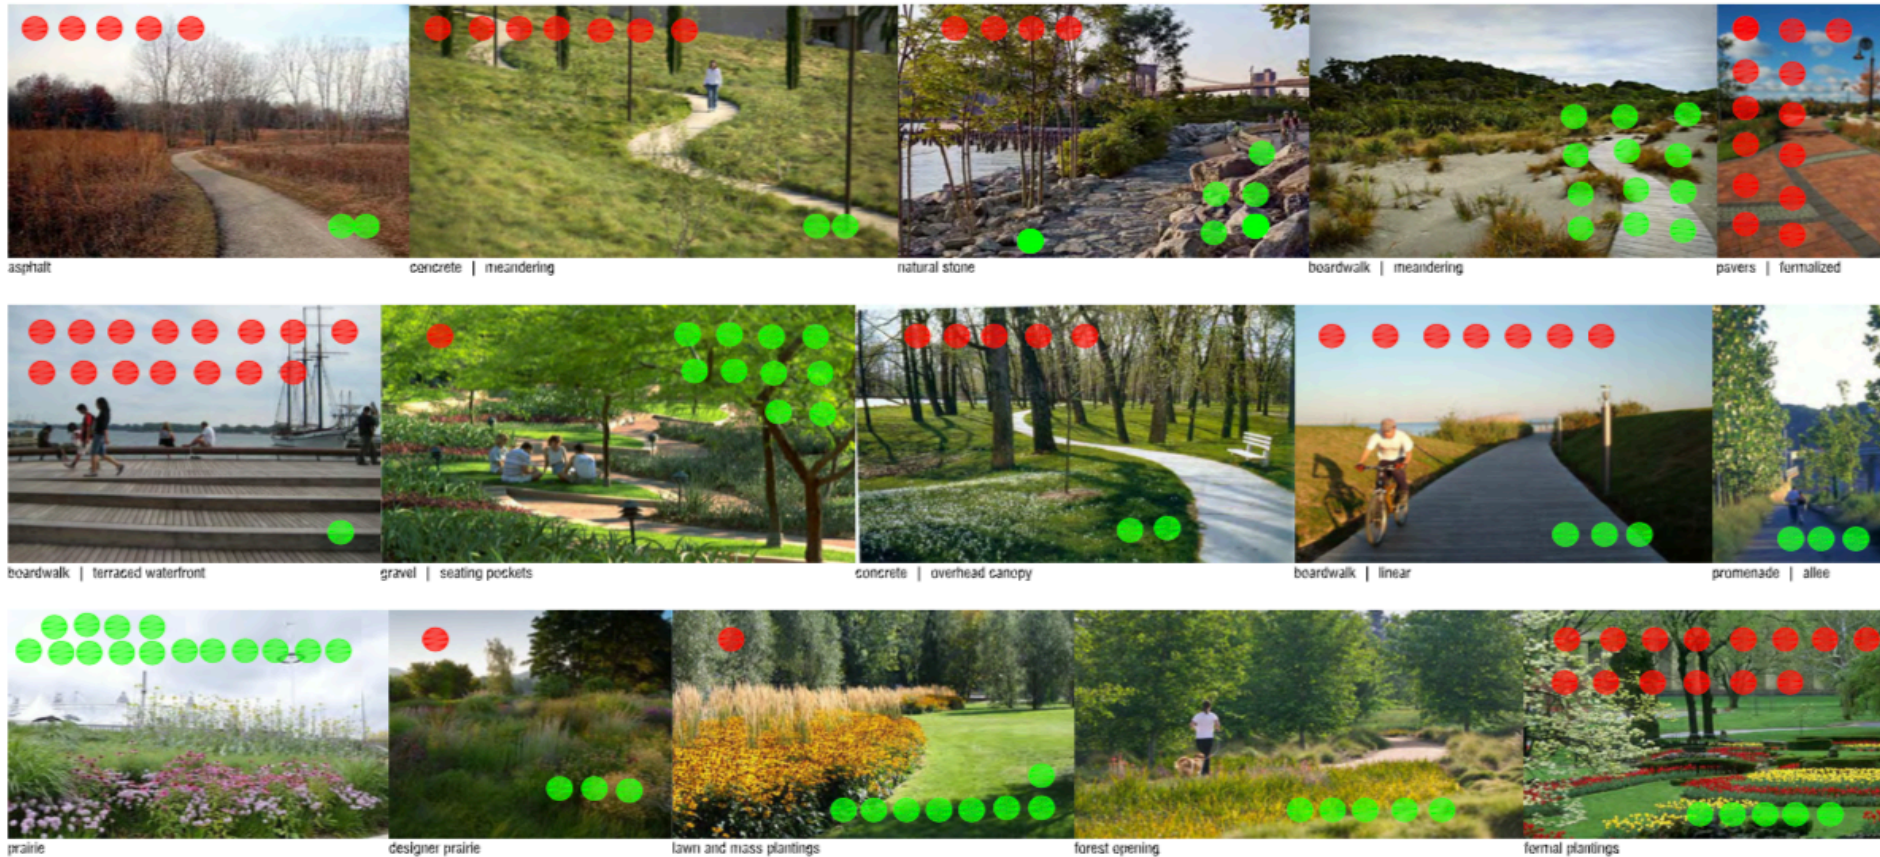 asphalt
concrete | meandering
natural stone
boardwalk | meandering
pavers | formalized
boardwalk | terraced waterfront
gravel | seating pockets
concrete | overhead canopy
boardwalk | linear
promenade | allee
prairie
designer prairie
lawn and mass plantings
forest opening
formal plantings